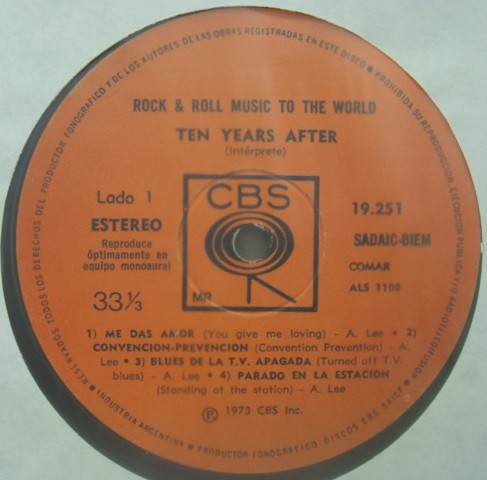 RESERVADOS TODOS LOS DERECHOS DEL PRODUCTOR FONOGRAFICO Y DE LOS AUTORES DE LAS OBRAS REGISTRADAS EN ESTE DISCO • PROHIBIDA SU REPRODUCCION, EJECUCION PUBLICA Y/O RADIOTELEDIFUSION •
ROCK & ROLL MUSIC TO THE WORLD
TEN YEARS AFTER
(Intérprete)
Lado 1
ESTEREO
Reproduce
óptimamente en
equipo monoaural
33⅓
CBS
MR
19.251
SADAIC-BIEM
COMAR
ALS 1100
1) ME DAS AMOR (You give me loving) - A. Lee • 2)
CONVENCION-PREVENCION (Convention Prevention) - A.
Lee • 3) BLUES DE LA T.V. APAGADA (Turned off T.V.
blues) - A. Lee • 4) PARADO EN LA ESTACION
(Standing at the station) - A. Lee
Ⓟ 1973 CBS Inc.
INDUSTRIA ARGENTINA • PRODUCTOR FONOGRAFICO DISCOS CBS SAICF •